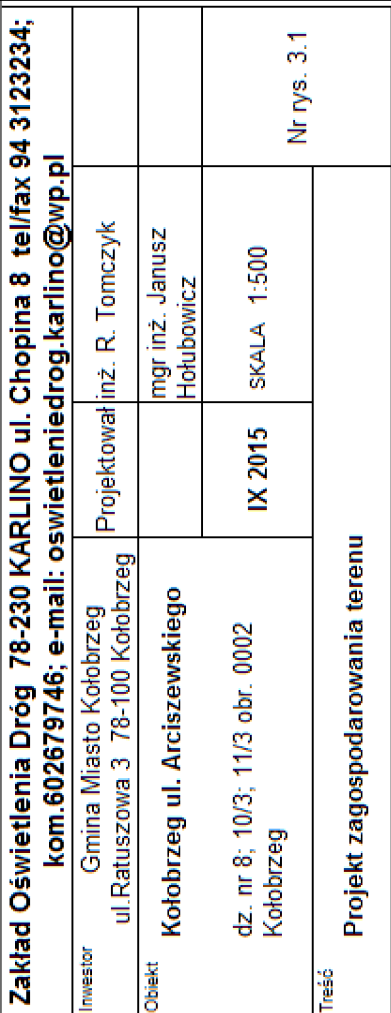 Zakład Oświetlenia Dróg 78-230 KARLINO ul. Chopina 8 tel/fax 94 3123234;
kom.602679746; e-mail: oswietleniedrog.karlino@wp.pl
Inwestor
Gmina Miasto Kołobrzeg
ul.Ratuszowa 3 78-100 Kołobrzeg
Projektował
inż. R. Tomczyk
Obiekt
Kołobrzeg ul. Arciszewskiego
mgr inż. Janusz
Hołubowicz
dz. nr 8; 10/3; 11/3 obr. 0002
Kołobrzeg
IX 2015
SKALA 1:500
Nr rys. 3.1
Treść
Projekt zagospodarowania terenu